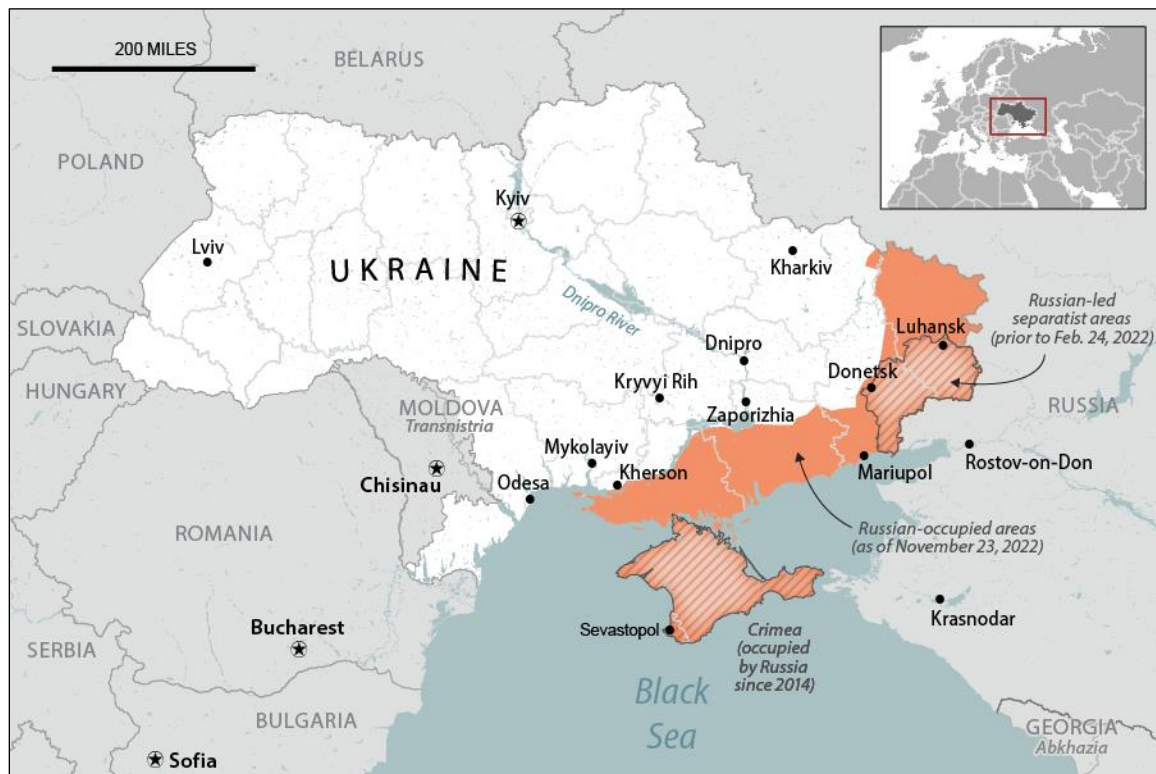 200 MILES
BELARUS
POLAND
Kyiv
Lviv
UKRAINE
Kharkiv
Dnipro River
SLOVAKIA
Russian-led
separatist areas
(prior to Feb. 24, 2022)
Luhansk
Dnipro
HUNGARY
Donetsk
Kryvyi Rih
MOLDOVA
Transnistria
Zaporizhia
RUSSIA
Mykolayiv
Mariupol
Rostov-on-Don
Chisinau
Odesa
Kherson
ROMANIA
Russian-occupied areas
(as of November 23, 2022)
Krasnodar
Bucharest
Sevastopol
Crimea
(occupied
by Russia
since 2014)
SERBIA
Black
Sea
BULGARIA
GEORGIA
Abkhazia
Sofia